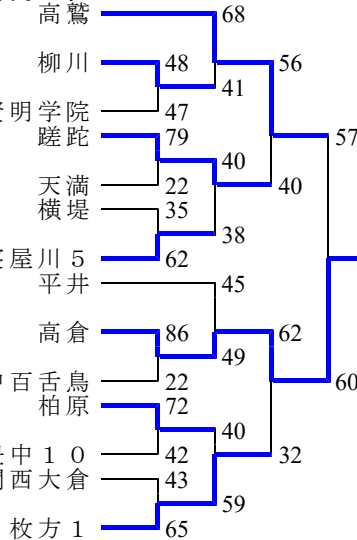 高鷲 68
柳川 48 56
41
明学院 47
蹉跎 79 57
40
天満 22 40
横堤 35
38
屋川5 62
平井 45
高倉 86 62
49
百舌鳥 22 60
柏原 72
40
中10 42 32
西大倉 43
59
枚方1 65